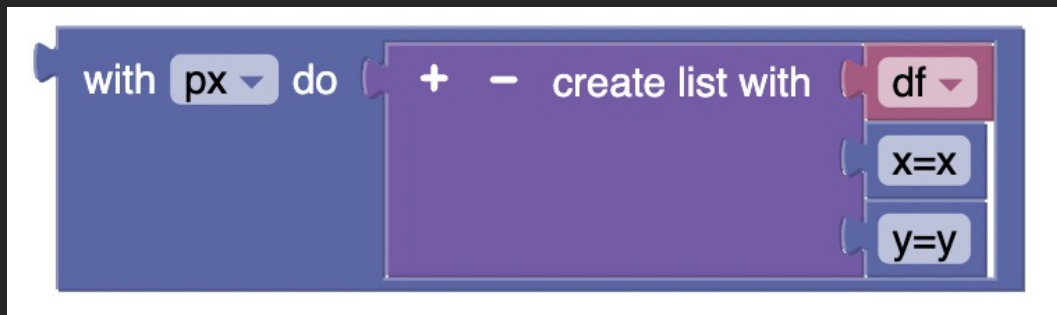 with px do + - create list with df
x=x
y=y